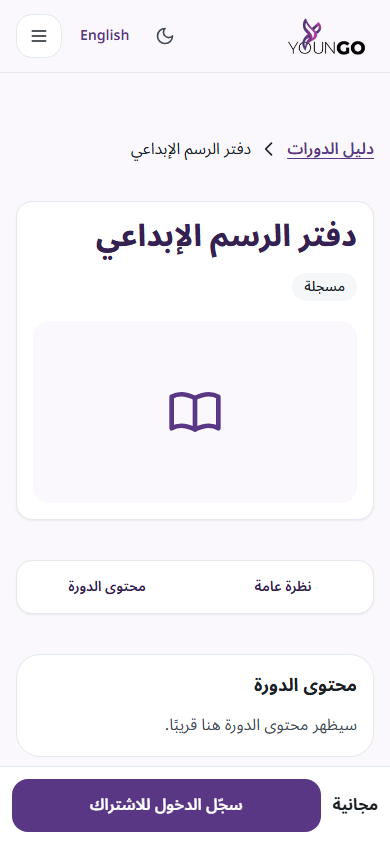 YOUNGO
English
دليل الدورات
دفتر الرسم الإبداعي
دفتر الرسم الإبداعي
مسجلة
نظرة عامة
محتوى الدورة
محتوى الدورة
سيظهر محتوى الدورة هنا قريبًا.
مجانية
سجّل الدخول للاشتراك